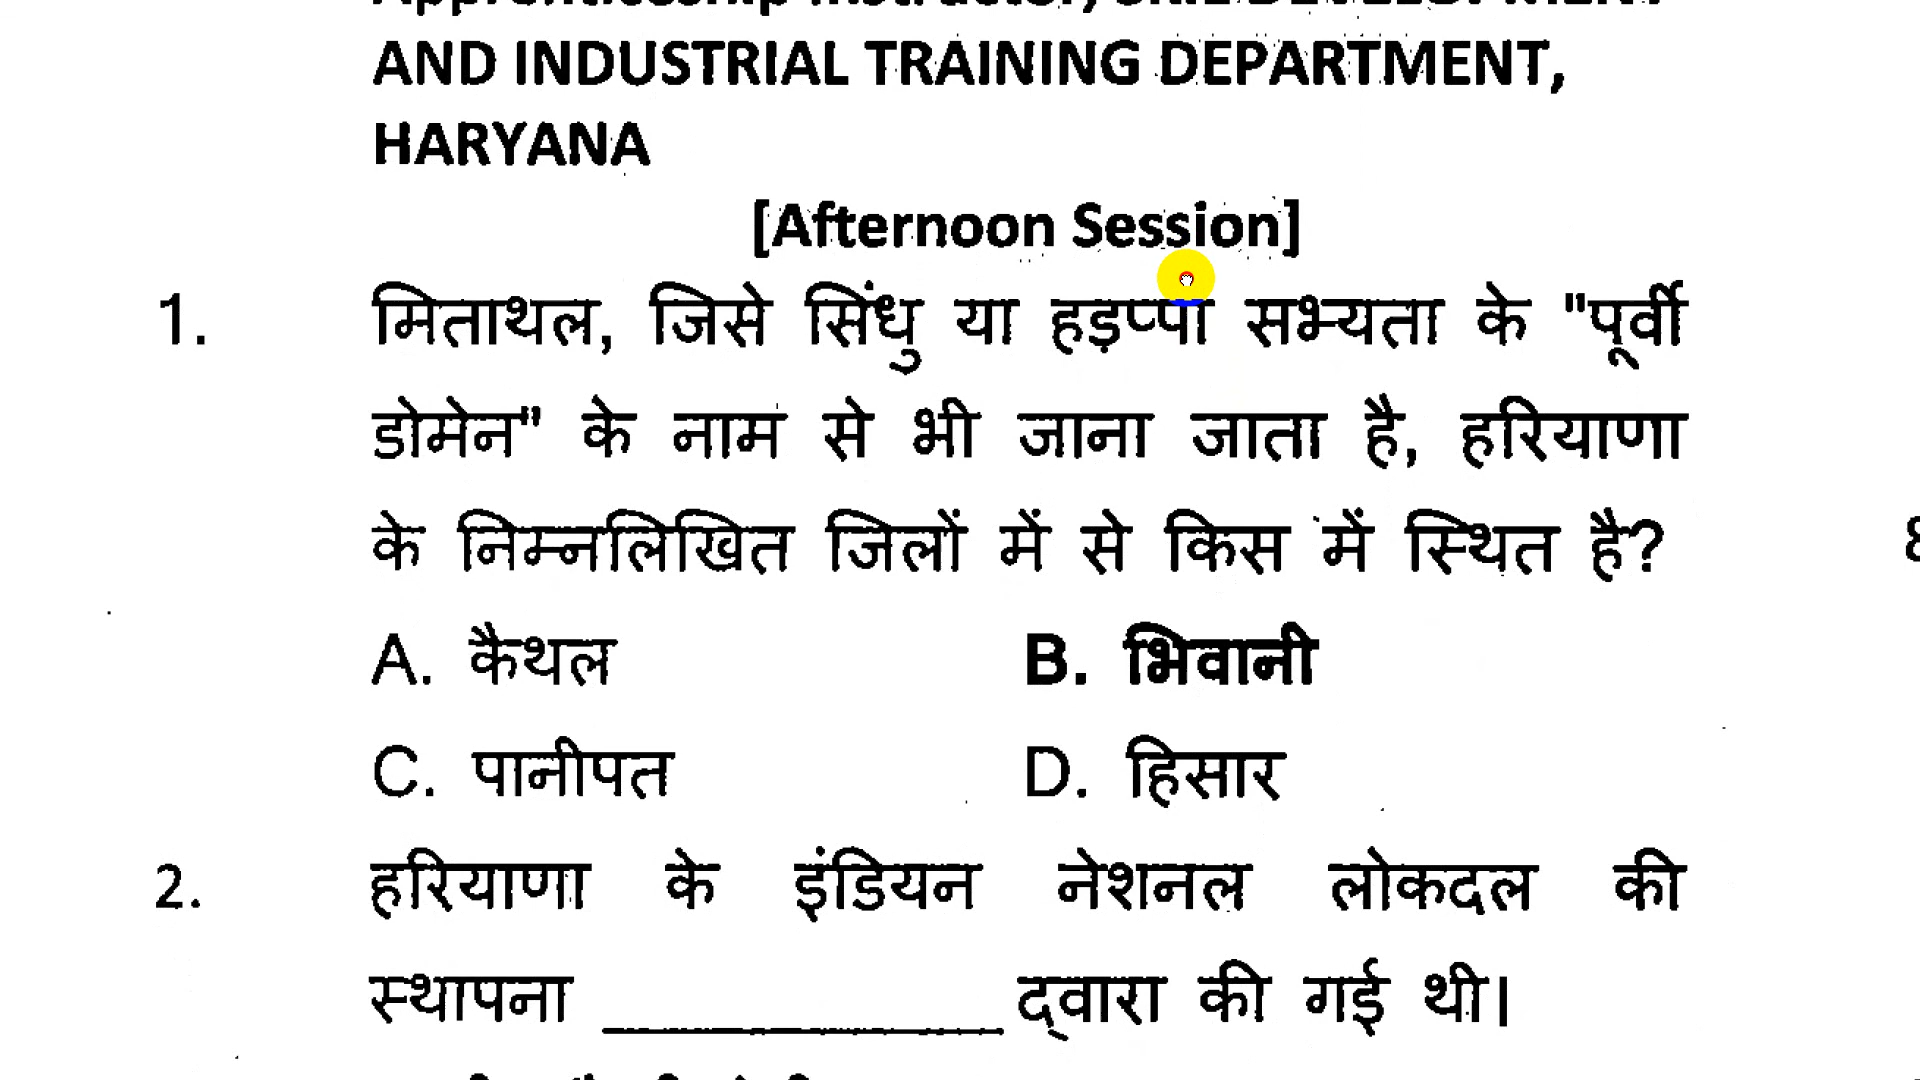 AND INDUSTRIAL TRAINING DEPARTMENT,
HARYANA
[Afternoon Session]
1. मिताथल, जिसे सिंधु या हड़प्पा सभ्यता के "पूर्वी
डोमेन" के नाम से भी जाना जाता है, हरियाणा
के निम्नलिखित जिलों में से किस में स्थित है?
A. कैथल B. भिवानी
C. पानीपत D. हिसार
2. हरियाणा के इंडियन नेशनल लोकदल की
स्थापना ____________ द्वारा की गई थी।